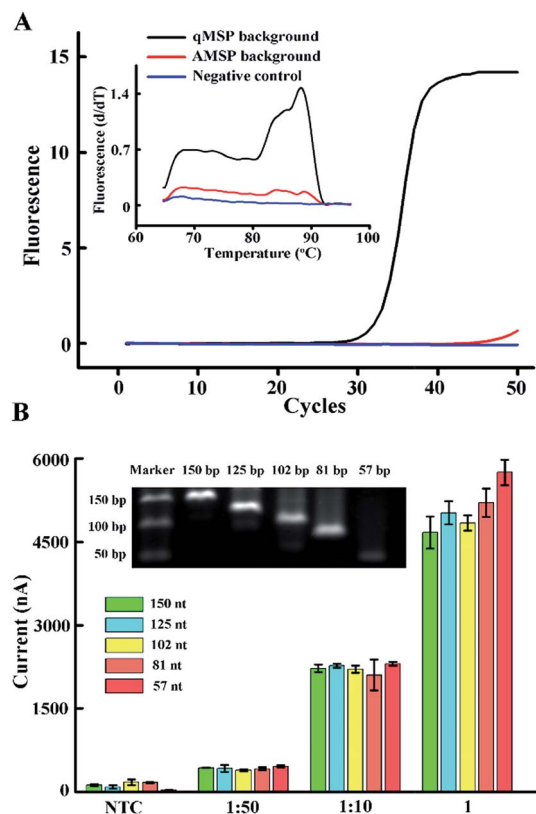 A
qMSP background
AMSP background
Negative control
Fluorescence
15
10
5
0
Fluorescence (d/dT)
1.4
0.7
0
60 70 80 90 100
Temperature (°C)
0 10 20 30 40 50
Cycles
B
Current (nA)
6000
4500
3000
1500
0
Marker 150 bp 125 bp 102 bp 81 bp 57 bp
150 bp
100 bp
50 bp
150 nt
125 nt
102 nt
81 nt
57 nt
NTC 1:50 1:10 1